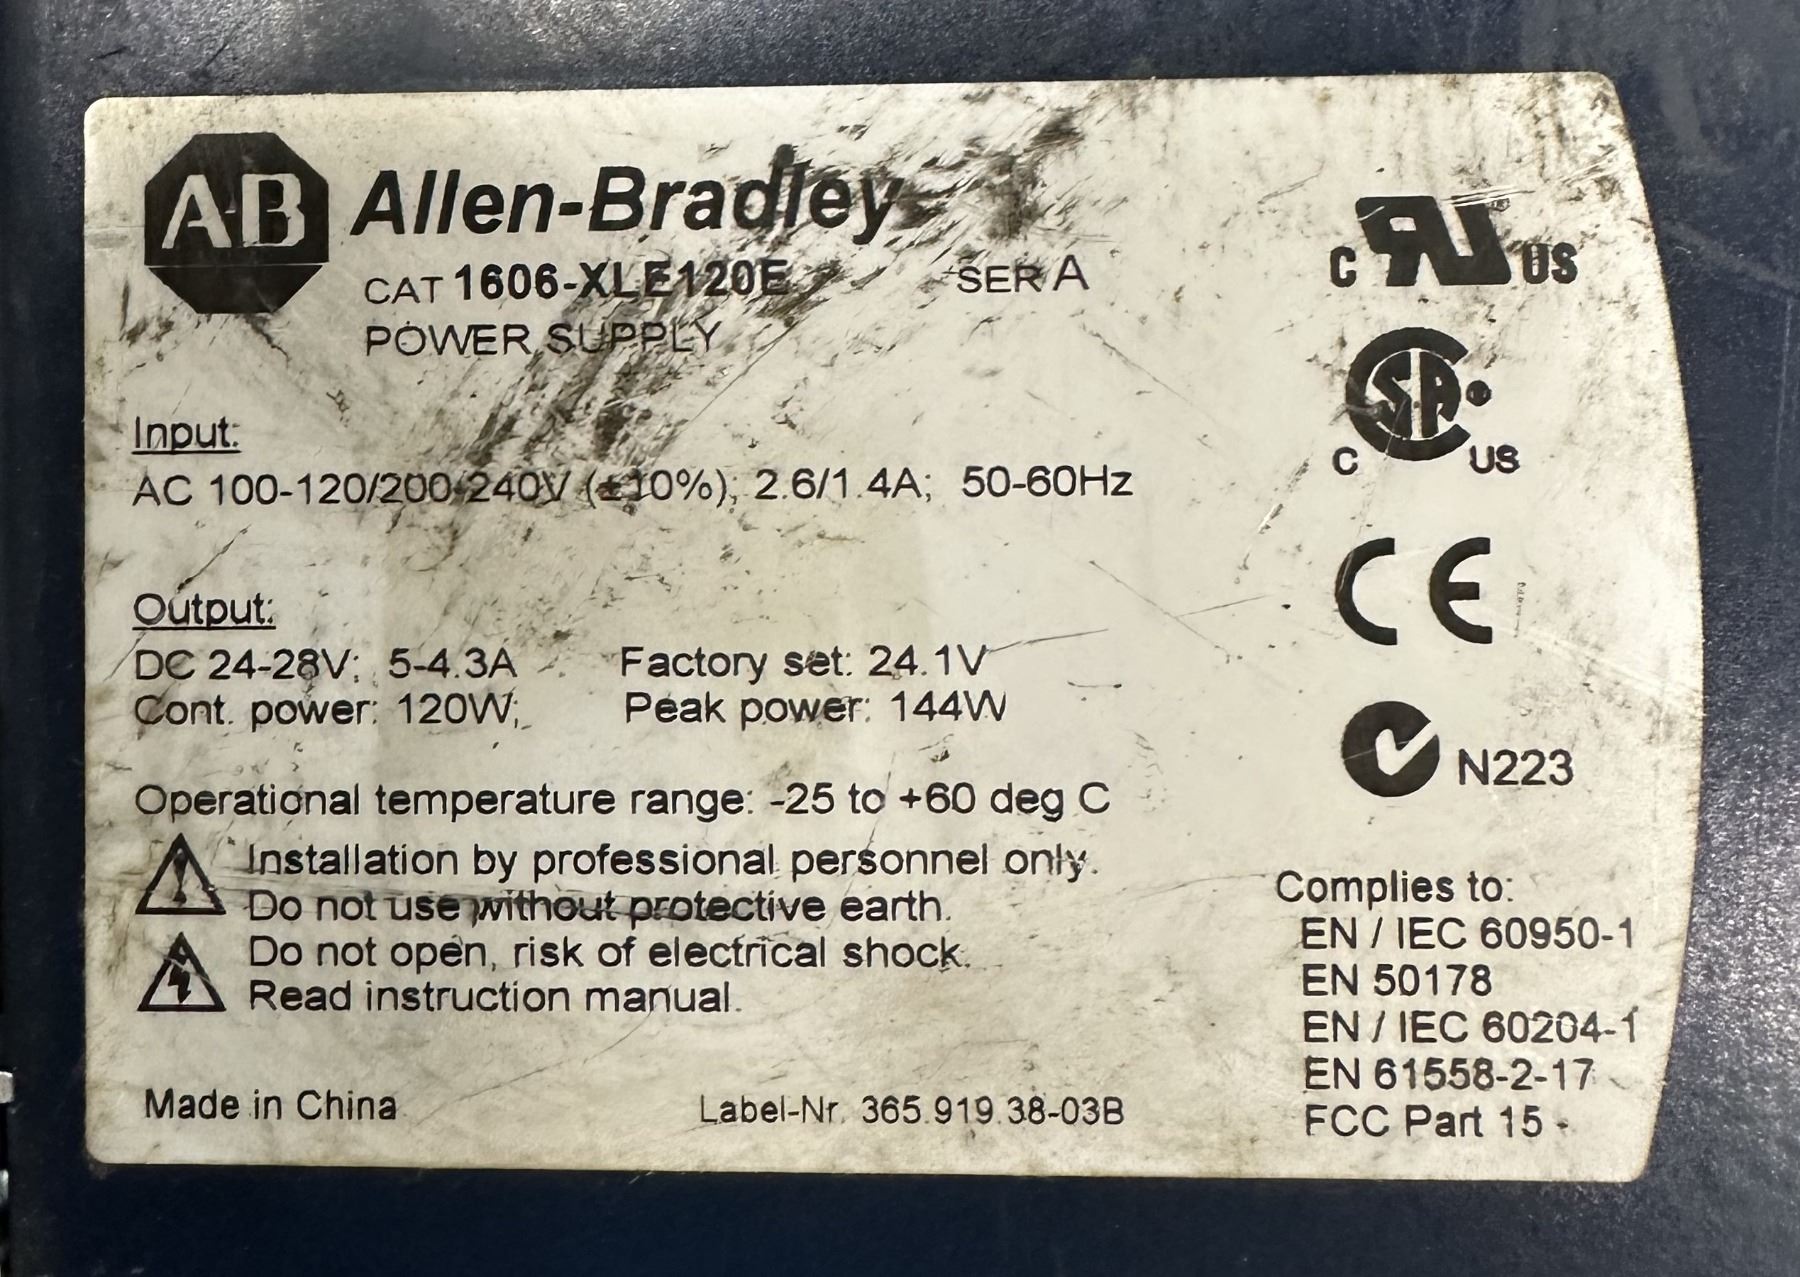 AB Allen-Bradley
CAT 1606-XLE120E SER A
POWER SUPPLY
c RU US
C SA ® US
Input:
AC 100-120/200-240V (±10%), 2.6/1.4A; 50-60Hz
CE
Output:
DC 24-28V; 5-4.3A Factory set: 24.1V
Cont. power: 120W; Peak power: 144W
N223
Operational temperature range: -25 to +60 deg C
Installation by professional personnel only.
Do not use without protective earth.
Do not open, risk of electrical shock.
Read instruction manual.
Complies to:
EN / IEC 60950-1
EN 50178
EN / IEC 60204-1
EN 61558-2-17
FCC Part 15
Made in China Label-Nr. 365.919.38-03B